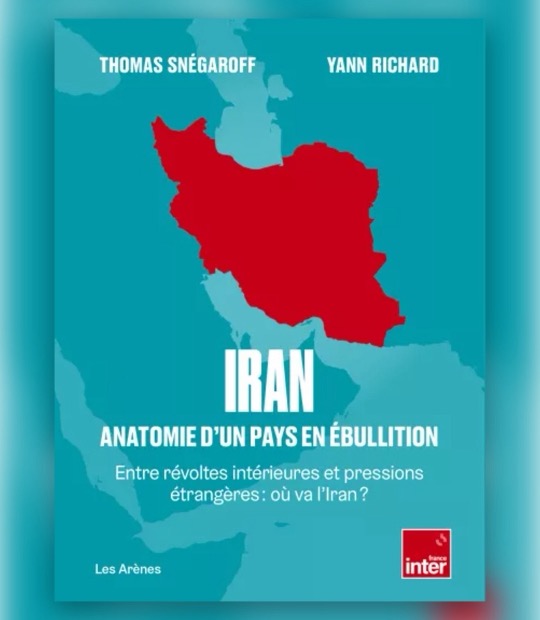 THOMAS SNÉGAROFF
YANN RICHARD
IRAN
ANATOMIE D'UN PAYS EN ÉBULLITION
Entre révoltes intérieures et pressions
étrangères : où va l'Iran ?
Les Arènes
france
inter